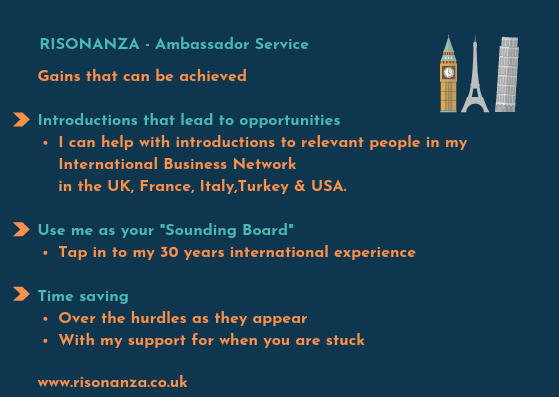 RISONANZA - Ambassador Service
Gains that can be achieved
Introductions that lead to opportunities
• I can help with introductions to relevant people in my
International Business Network
in the UK, France, Italy,Turkey & USA.
Use me as your "Sounding Board"
• Tap in to my 30 years international experience
Time saving
• Over the hurdles as they appear
• With my support for when you are stuck
www.risonanza.co.uk